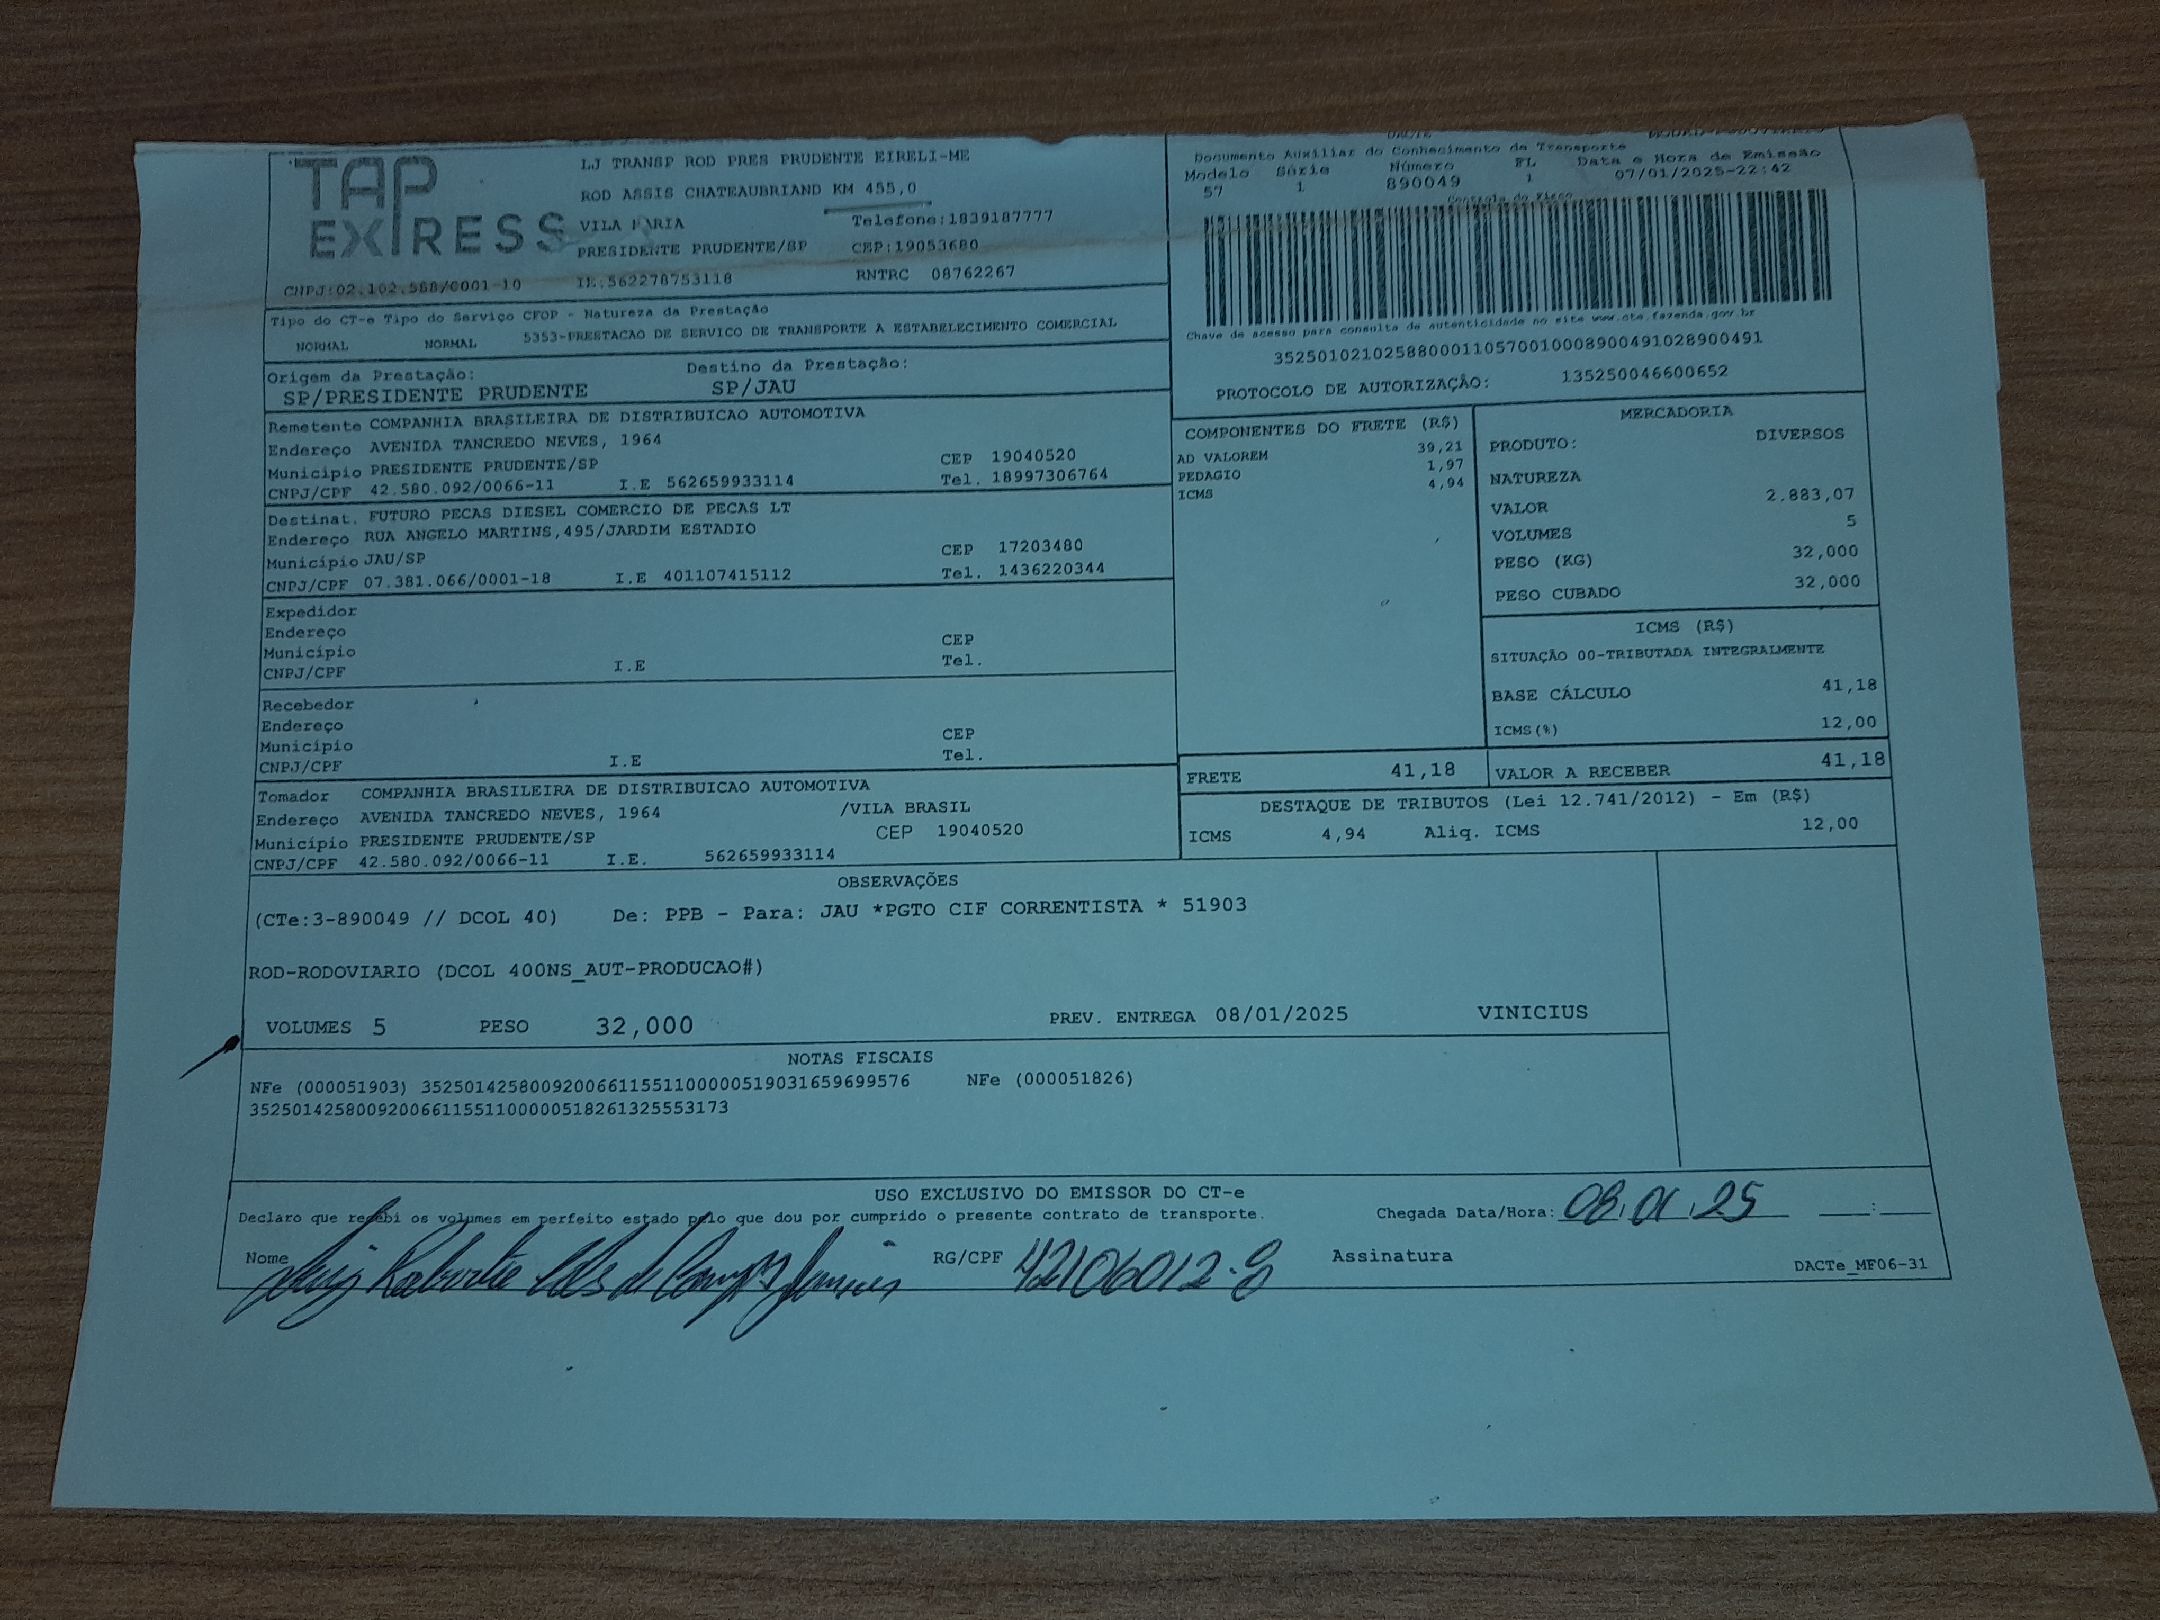 TAP
EXPRESS
LJ TRANSP ROD PRES PRUDENTE EIRELI-ME
ROD ASSIS CHATEAUBRIAND KM 455,0
VILA FARIA Telefone:1839187777
PRESIDENTE PRUDENTE/SP CEP:19053680
CNPJ:02.102.588/0001-10 IE:562278753118 RNTRC 08762267
Documento Auxiliar do Conhecimento de Transporte
Modelo Série Número FL Data e Hora de Emissão
57 1 890049 1 07/01/2025-22:42
Controle do Fisco
Chave de acesso para consulta de autenticidade no site www.cte.fazenda.gov.br
35250102102588000110570010008900491028900491
PROTOCOLO DE AUTORIZAÇÃO: 135250046600652
Tipo do CT-e Tipo do Serviço CFOP - Natureza da Prestação
NORMAL NORMAL 5353-PRESTACAO DE SERVICO DE TRANSPORTE A ESTABELECIMENTO COMERCIAL
Origem da Prestação: Destino da Prestação:
SP/PRESIDENTE PRUDENTE SP/JAU
Remetente COMPANHIA BRASILEIRA DE DISTRIBUICAO AUTOMOTIVA
Endereço AVENIDA TANCREDO NEVES, 1964
Município PRESIDENTE PRUDENTE/SP CEP 19040520
CNPJ/CPF 42.580.092/0066-11 I.E 562659933114 Tel. 18997306764
Destinat. FUTURO PECAS DIESEL COMERCIO DE PECAS LT
Endereço RUA ANGELO MARTINS,495/JARDIM ESTADIO
Município JAU/SP CEP 17203480
CNPJ/CPF 07.381.066/0001-18 I.E 401107415112 Tel. 1436220344
Expedidor
Endereço
Município CEP
CNPJ/CPF I.E Tel.
Recebedor
Endereço
Município CEP
CNPJ/CPF I.E Tel.
Tomador COMPANHIA BRASILEIRA DE DISTRIBUICAO AUTOMOTIVA
Endereço AVENIDA TANCREDO NEVES, 1964 /VILA BRASIL
Município PRESIDENTE PRUDENTE/SP CEP 19040520
CNPJ/CPF 42.580.092/0066-11 I.E. 562659933114
COMPONENTES DO FRETE (R$)
AD VALOREM 39,21
PEDAGIO 1,97
ICMS 4,94
MERCADORIA
PRODUTO: DIVERSOS
NATUREZA
VALOR 2.883,07
VOLUMES 5
PESO (KG) 32,000
PESO CUBADO 32,000
ICMS (R$)
SITUAÇÃO 00-TRIBUTADA INTEGRALMENTE
BASE CÁLCULO 41,18
ICMS(%) 12,00
FRETE 41,18 VALOR A RECEBER 41,18
DESTAQUE DE TRIBUTOS (Lei 12.741/2012) - Em (R$)
ICMS 4,94 Aliq. ICMS 12,00
OBSERVAÇÕES
(CTe:3-890049 // DCOL 40) De: PPB - Para: JAU *PGTO CIF CORRENTISTA * 51903
ROD-RODOVIARIO (DCOL 400NS_AUT-PRODUCAO#)
VOLUMES 5 PESO 32,000 PREV. ENTREGA 08/01/2025 VINICIUS
NOTAS FISCAIS
NFe (000051903) 35250142580092006611551100000519031659699576 NFe (000051826)
35250142580092006611551100000518261325553173
USO EXCLUSIVO DO EMISSOR DO CT-e
Declaro que recebi os volumes em perfeito estado pelo que dou por cumprido o presente contrato de transporte. Chegada Data/Hora: 08.01.25 :
Nome Luiz Roberto de Campos Junior RG/CPF 42106012-8 Assinatura DACTe_MF06-31